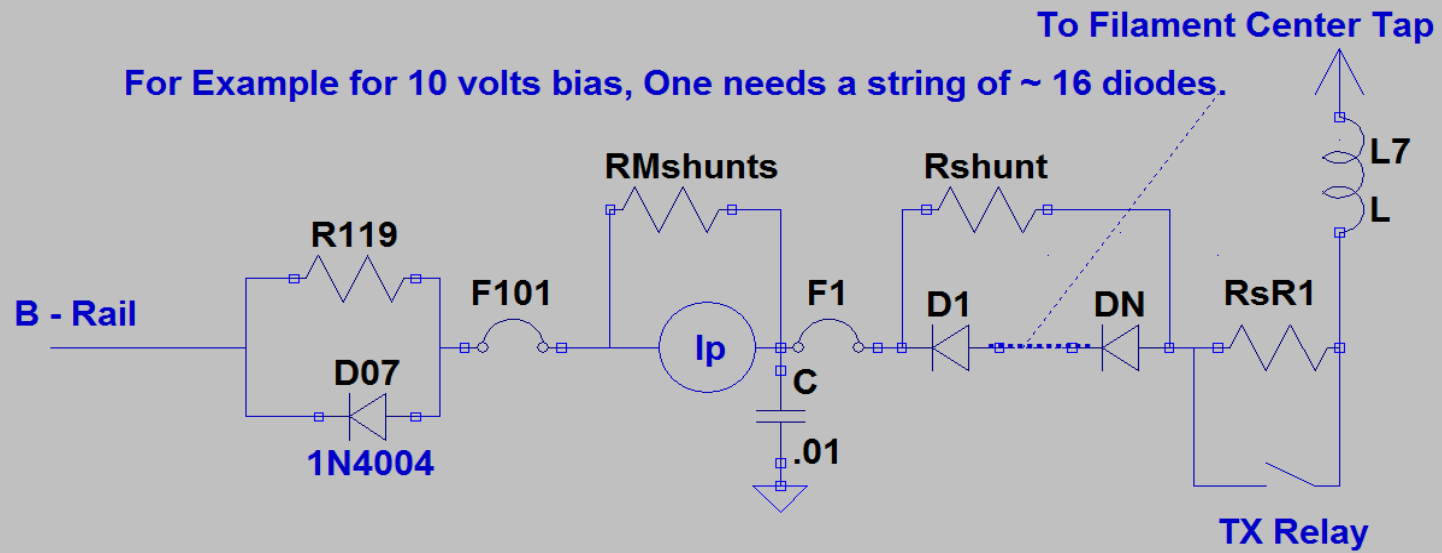 To Filament Center Tap
For Example for 10 volts bias, One needs a string of ~ 16 diodes.
RMshunts
Rshunt
L7
L
R119
F101
F1
D1
DN
RsR1
B - Rail
Ip
D07
C
1N4004
.01
TX Relay